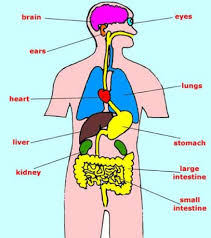 brain
eyes
ears
lungs
heart
liver
stomach
kidney
large
intestine
small
intestine